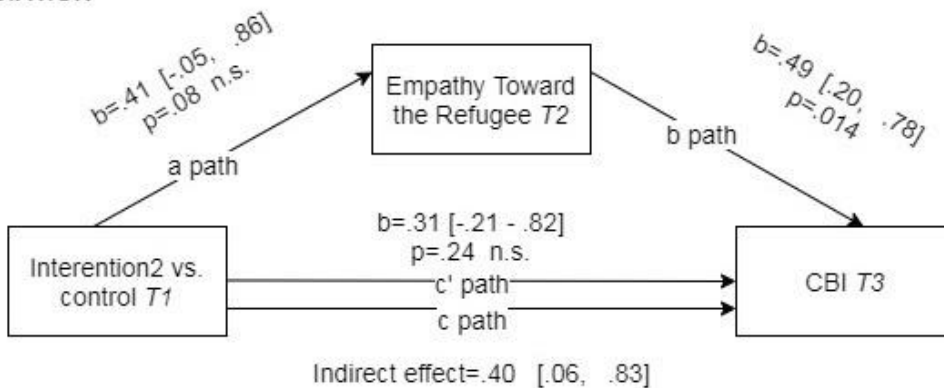 b=.41 [-.05, .86]
p=.08 n.s.
a path
Empathy Toward
the Refugee T2
b=.49 [.20, .78]
p=.014
b path
Interention2 vs.
control T1
b=.31 [-.21 - .82]
p=.24 n.s.
c' path
c path
CBI T3
Indirect effect=.40 [.06, .83]